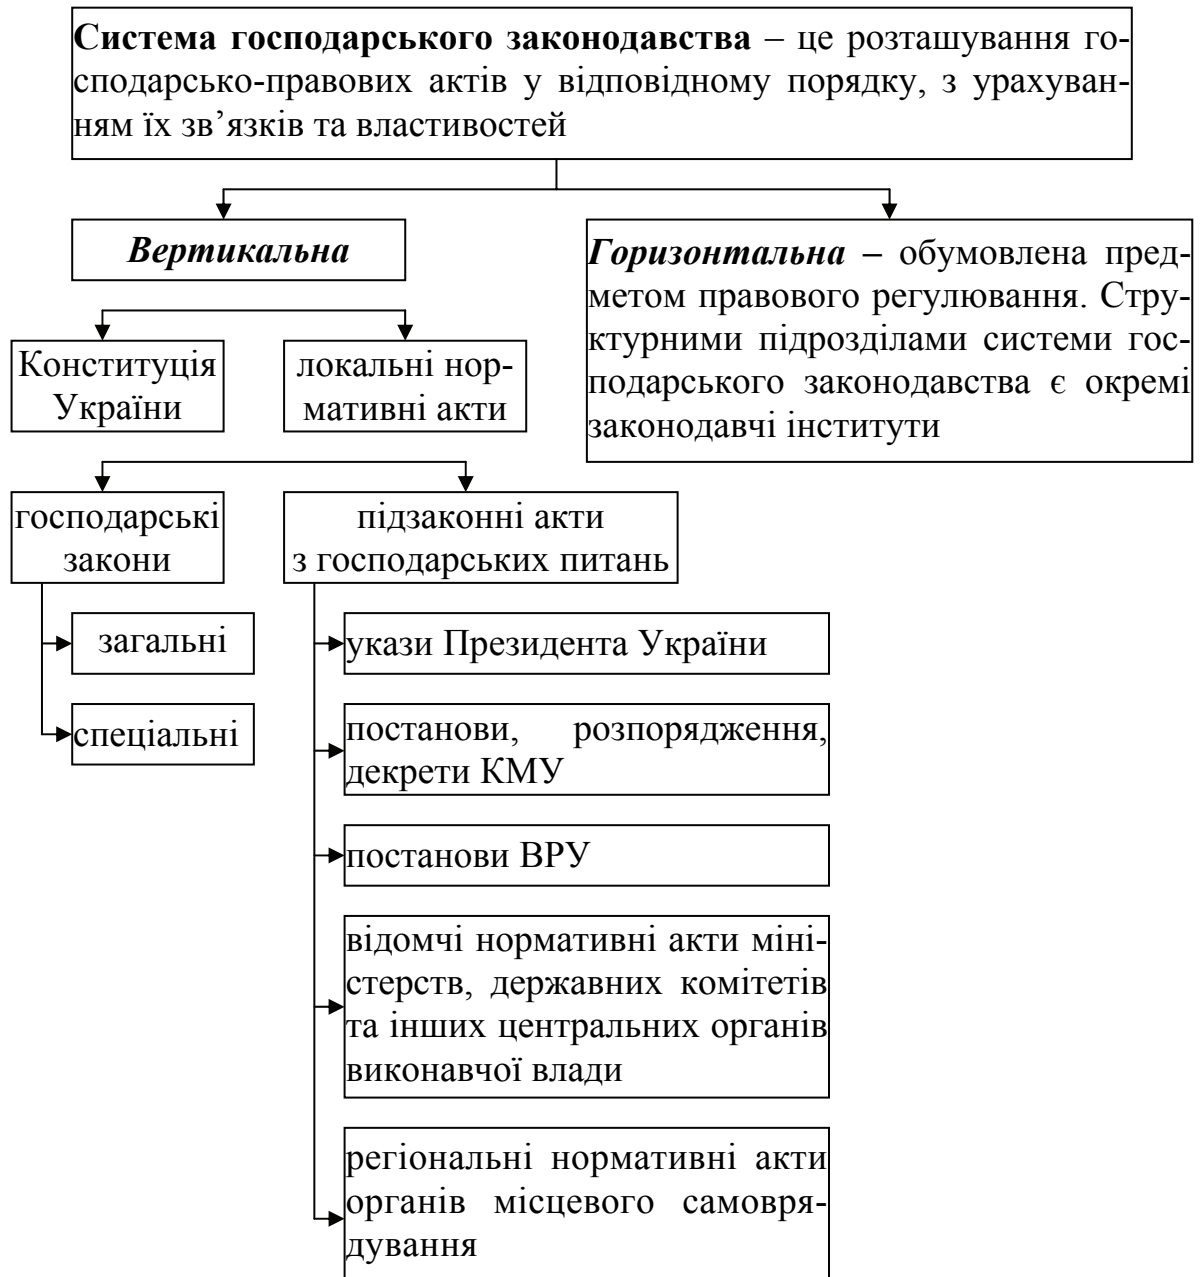 Система господарського законодавства – це розташування го-
сподарсько-правових актів у відповідному порядку, з урахуван-
ням їх зв’язків та властивостей
Вертикальна
Горизонтальна – обумовлена пред-
метом правового регулювання. Стру-
ктурними підрозділами системи гос-
подарського законодавства є окремі
законодавчі інститути
Конституція
України
локальні нор-
мативні акти
господарські
закони
підзаконні акти
з господарських питань
загальні
спеціальні
укази Президента України
постанови, розпорядження,
декрети КМУ
постанови ВРУ
відомчі нормативні акти міні-
стерств, державних комітетів
та інших центральних органів
виконавчої влади
регіональні нормативні акти
органів місцевого самовря-
дування